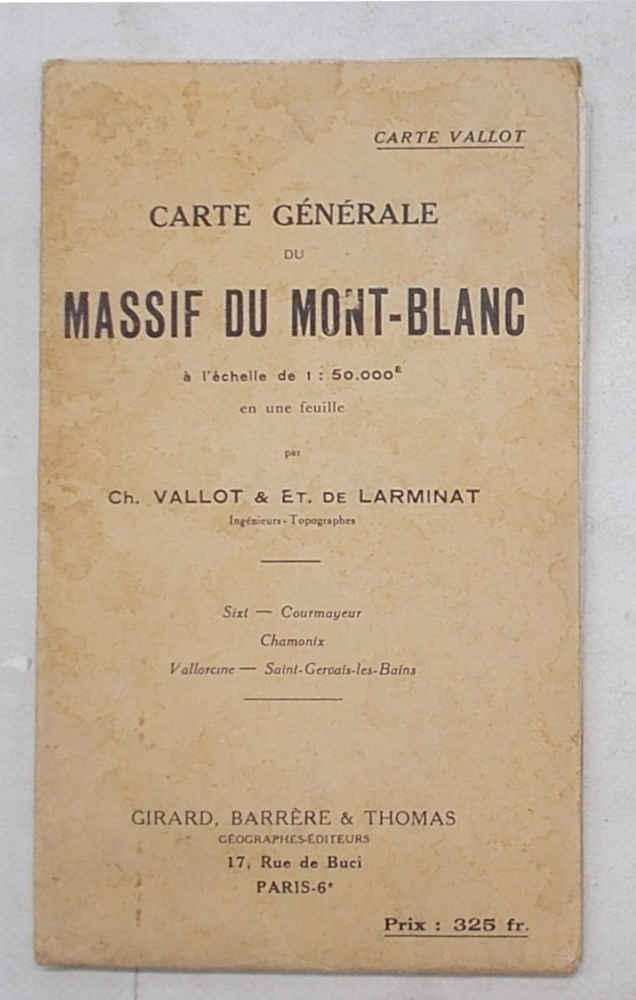 CARTE VALLOT
CARTE GÉNÉRALE
DU
MASSIF DU MONT-BLANC
à l'échelle de 1 : 50.000E
en une feuille
par
Ch. VALLOT & ET. DE LARMINAT
Ingénieurs-Topographes
Sixt — Courmayeur
Chamonix
Vallorcine — Saint-Gervais-les-Bains
GIRARD, BARRÈRE & THOMAS
GÉOGRAPHES-ÉDITEURS
17, Rue de Buci
PARIS-6e
Prix : 325 fr.